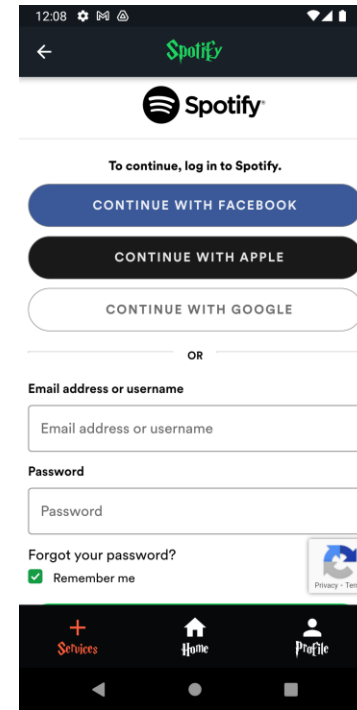 12:08
Spotify
Spotify
To continue, log in to Spotify.
CONTINUE WITH FACEBOOK
CONTINUE WITH APPLE
CONTINUE WITH GOOGLE
OR
Email address or username
Email address or username
Password
Password
Forgot your password?
Remember me
Privacy - Ter
Services Home Profile